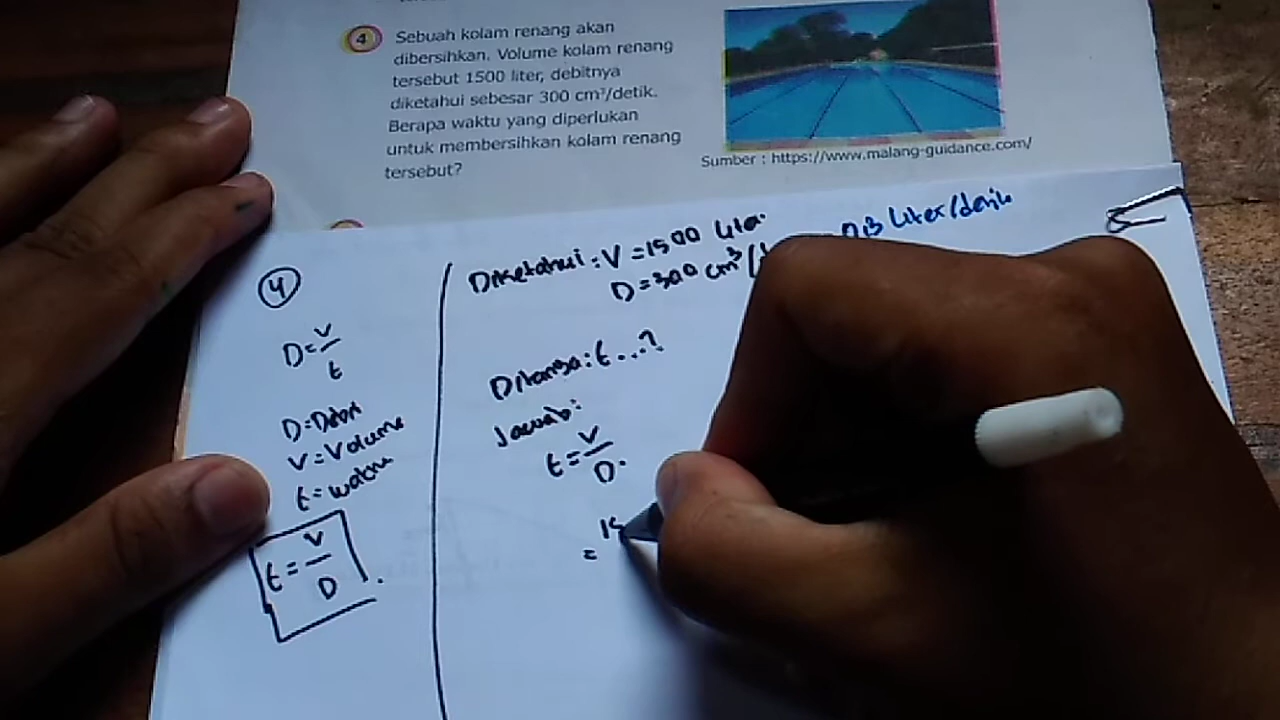 4 Sebuah kolam renang akan
dibersihkan. Volume kolam renang
tersebut 1500 liter, debitnya
diketahui sebesar 300 cm³/detik.
Berapa waktu yang diperlukan
untuk membersihkan kolam renang
tersebut?
Sumber : https://www.malang-guidance.com/
4
D = V/t
D = Debit
V = Volume
t = waktu
t = V/D.
Diketahui : V = 1500 liter
D = 300 cm³/ 0,3 liter/detik
Ditanya : t...?
Jawab :
t = V/D.
= 15